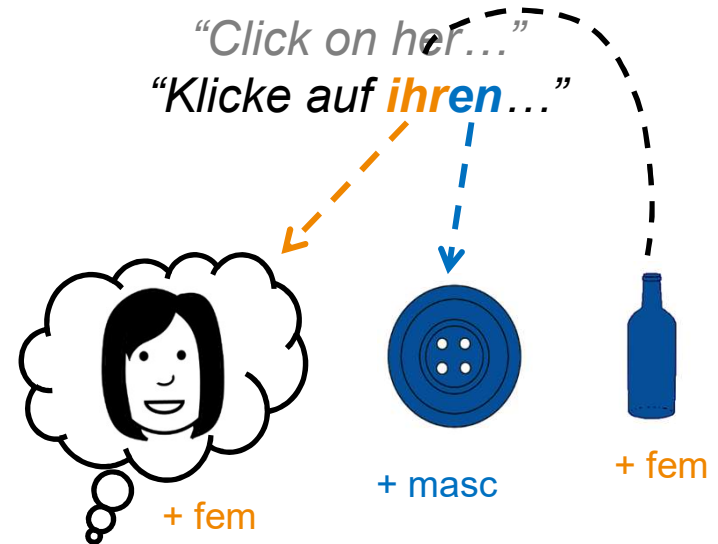 “Click on her…”
“Klicke auf ihren…”
+ fem
+ masc
+ fem